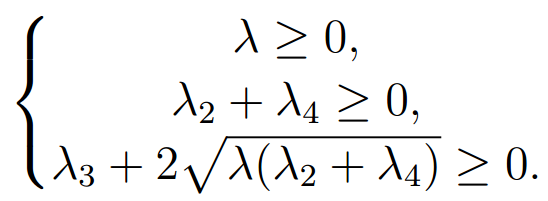 λ ≥ 0,
λ₂ + λ₄ ≥ 0,
λ₃ + 2√(λ(λ₂ + λ₄)) ≥ 0.